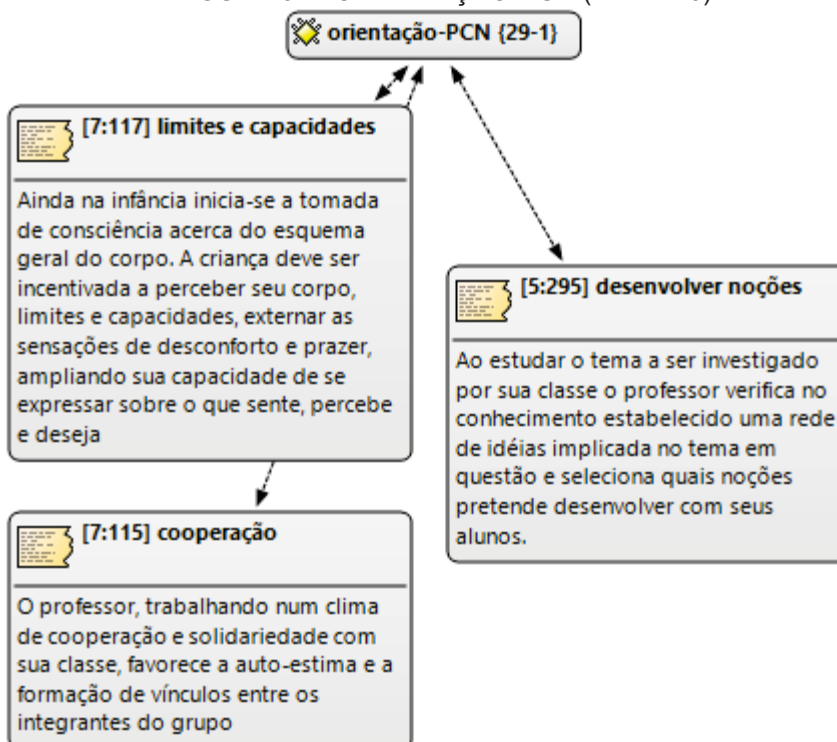 orientação-PCN {29-1}
[7:117] limites e capacidades
Ainda na infância inicia-se a tomada
de consciência acerca do esquema
geral do corpo. A criança deve ser
incentivada a perceber seu corpo,
limites e capacidades, externar as
sensações de desconforto e prazer,
ampliando sua capacidade de se
expressar sobre o que sente, percebe
e deseja
[5:295] desenvolver noções
Ao estudar o tema a ser investigado
por sua classe o professor verifica no
conhecimento estabelecido uma rede
de idéias implicada no tema em
questão e seleciona quais noções
pretende desenvolver com seus
alunos.
[7:115] cooperação
O professor, trabalhando num clima
de cooperação e solidariedade com
sua classe, favorece a auto-estima e a
formação de vínculos entre os
integrantes do grupo